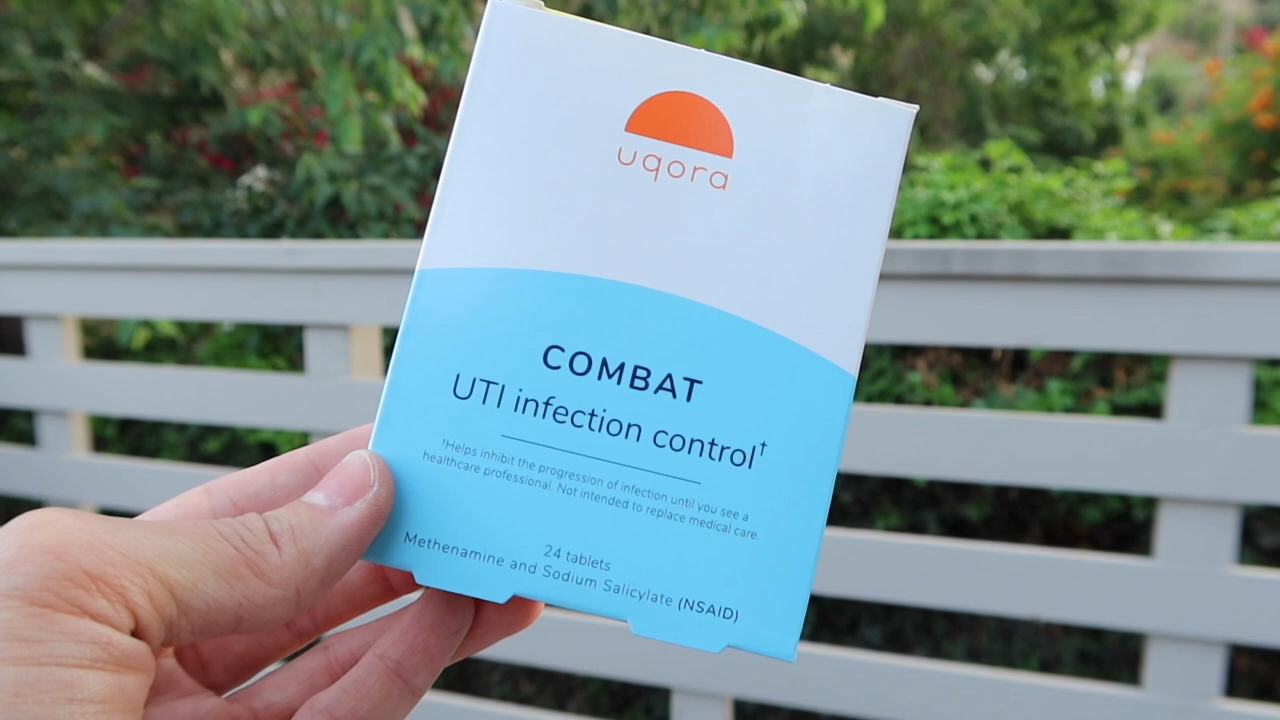 uqora
COMBAT
UTI infection control†
†Helps inhibit the progression of infection until you see a
healthcare professional. Not intended to replace medical care.
24 tablets
Methenamine and Sodium Salicylate (NSAID)